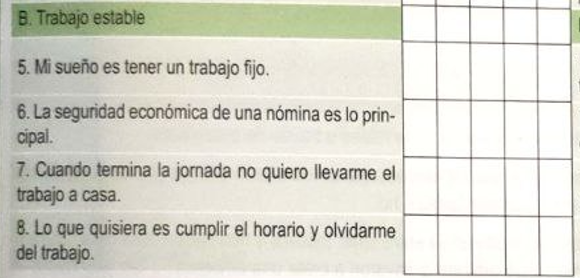 B. Trabajo estable
5. Mi sueño es tener un trabajo fijo.
6. La seguridad económica de una nómina es lo prin-
cipal.
7. Cuando termina la jornada no quiero llevarme el
trabajo a casa.
8. Lo que quisiera es cumplir el horario y olvidarme
del trabajo.